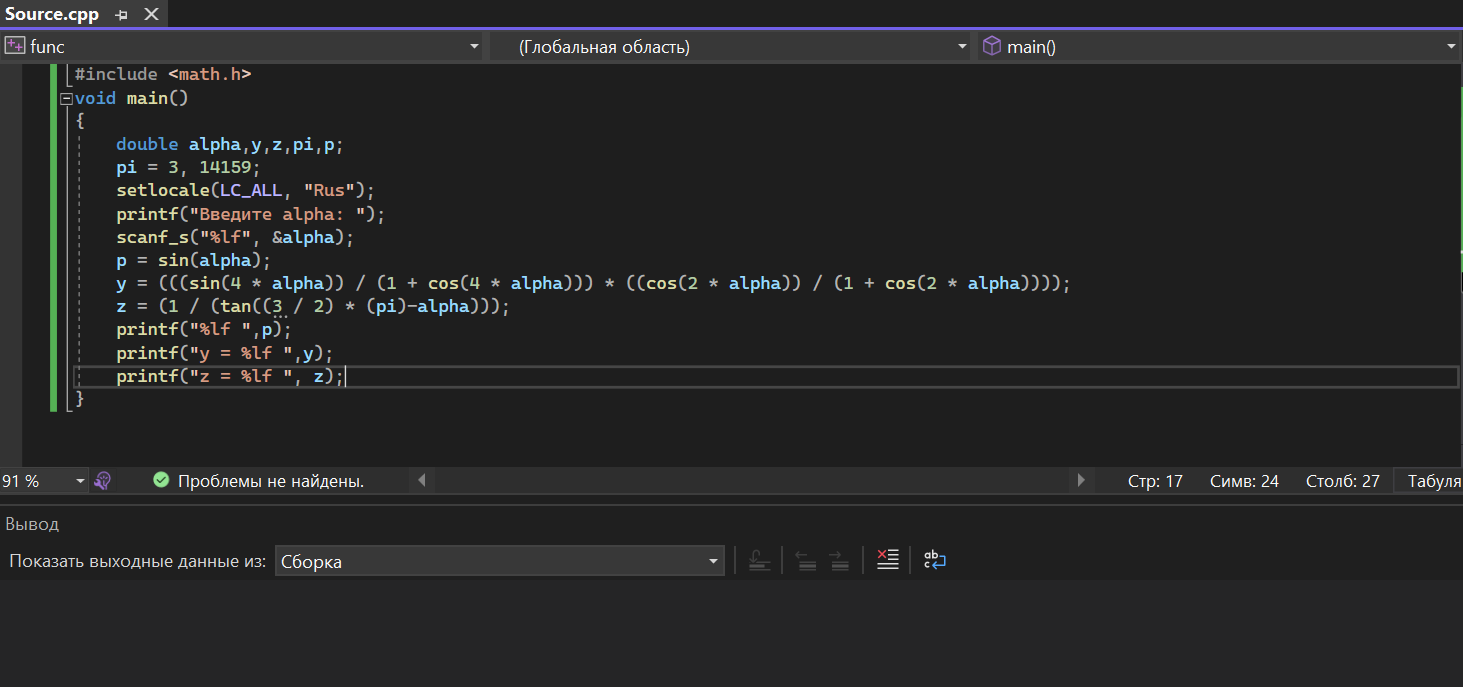 Source.cpp
func (Глобальная область) main()
#include <math.h>
void main()
{
double alpha,y,z,pi,p;
pi = 3, 14159;
setlocale(LC_ALL, "Rus");
printf("Введите alpha: ");
scanf_s("%lf", &alpha);
p = sin(alpha);
y = (((sin(4 * alpha)) / (1 + cos(4 * alpha))) * ((cos(2 * alpha)) / (1 + cos(2 * alpha))));
z = (1 / (tan((3 / 2) * (pi)-alpha)));
printf("%lf ",p);
printf("y = %lf ",y);
printf("z = %lf ", z);
}
91 % Проблемы не найдены. Стр: 17 Симв: 24 Столб: 27 Табуля
Вывод
Показать выходные данные из: Сборка